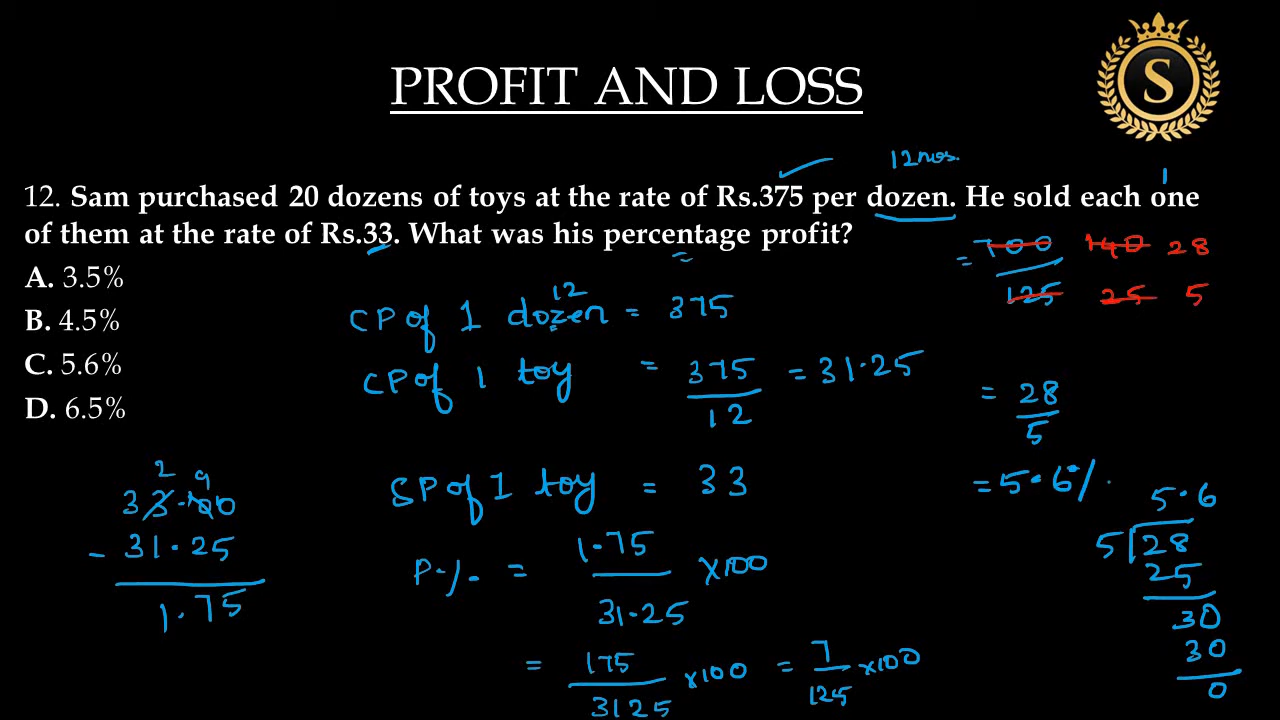 PROFIT AND LOSS
S
12 nos.
1
12. Sam purchased 20 dozens of toys at the rate of Rs.375 per dozen. He sold each one
of them at the rate of Rs.33. What was his percentage profit?
A. 3.5%
B. 4.5%
C. 5.6%
D. 6.5%
12
CP of 1 dozen = 375
CP of 1 toy = 375/12 = 31.25
SP of 1 toy = 33
P.%. = 1.75/31.25 x100
= 175/3125 x100 = 7/125 x100
= 700 140 28
125 25 5
= 28/5
= 5.6%.
2 9
33.100
- 31.25
1.75
5.6
5 28
25
30
30
0